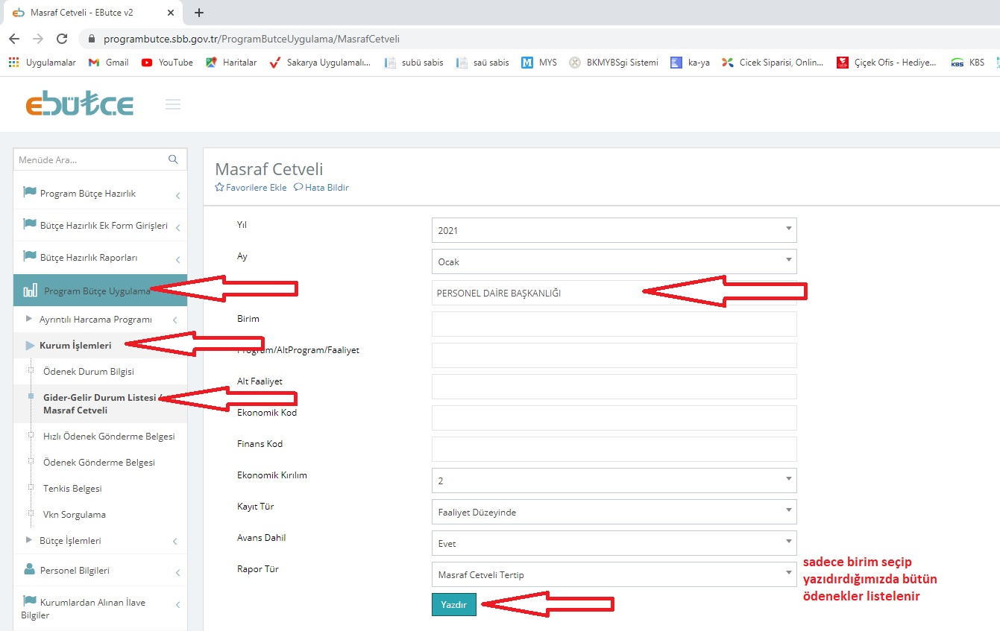 Masraf Cetveli - EButce v2
programbutce.sbb.gov.tr/ProgramButceUygulama/MasrafCetveli
Uygulamalar Gmail YouTube Haritalar Sakarya Uygulamalı... subü sabis saü sabis MYS BKMYBSgi Sistemi ka-ya Cicek Siparisi, Onlin... Çiçek Ofis - Hediye... KBS
ebütçe
Menüde Ara...
Program Bütçe Hazırlık
Bütçe Hazırlık Ek Form Girişleri
Bütçe Hazırlık Raporları
Program Bütçe Uygulama
Ayrıntılı Harcama Programı
Kurum İşlemleri
Ödenek Durum Bilgisi
Gider-Gelir Durum Listesi /
Masraf Cetveli
Hızlı Ödenek Gönderme Belgesi
Ödenek Gönderme Belgesi
Tenkis Belgesi
Vkn Sorgulama
Bütçe İşlemleri
Personel Bilgileri
Kurumlardan Alınan İlave
Bilgiler
Masraf Cetveli
Favorilere Ekle Hata Bildir
Yıl 2021
Ay Ocak
PERSONEL DAİRE BAŞKANLIĞI
Birim
Program/AltProgram/Faaliyet
Alt Faaliyet
Ekonomik Kod
Finans Kod
Ekonomik Kırılım 2
Kayıt Tür Faaliyet Düzeyinde
Avans Dahil Evet
Rapor Tür Masraf Cetveli Tertip
Yazdır
sadece birim seçip
yazıdırdığımızda bütün
ödenekler listelenir